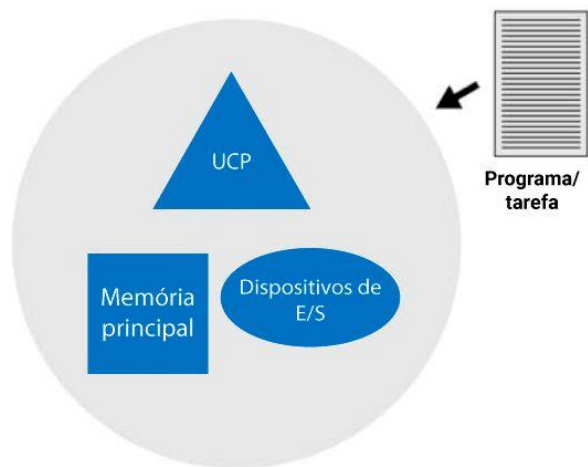 UCP
Programa/
tarefa
Memória
principal
Dispositivos de
E/S